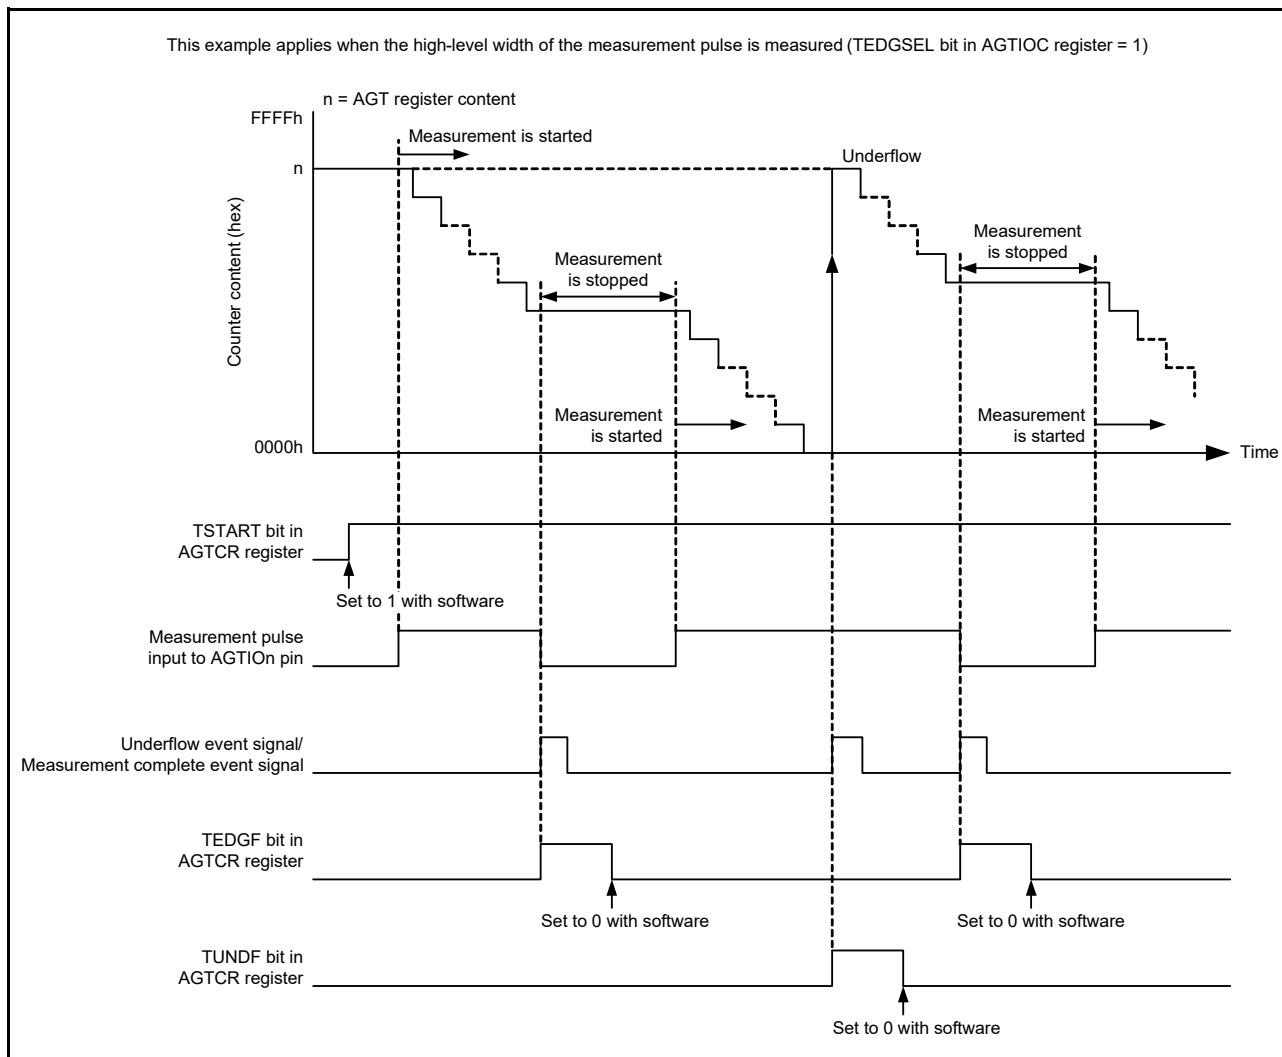 This example applies when the high-level width of the measurement pulse is measured (TEDGSEL bit in AGTIOC register = 1)
n = AGT register content
FFFFh
Measurement is started
n
Underflow
Counter content (hex)
Measurement
is stopped
Measurement
is stopped
Measurement
is started
Measurement
is started
0000h
Time
TSTART bit in
AGTCR register
Set to 1 with software
Measurement pulse
input to AGTIOn pin
Underflow event signal/
Measurement complete event signal
TEDGF bit in
AGTCR register
Set to 0 with software
Set to 0 with software
TUNDF bit in
AGTCR register
Set to 0 with software